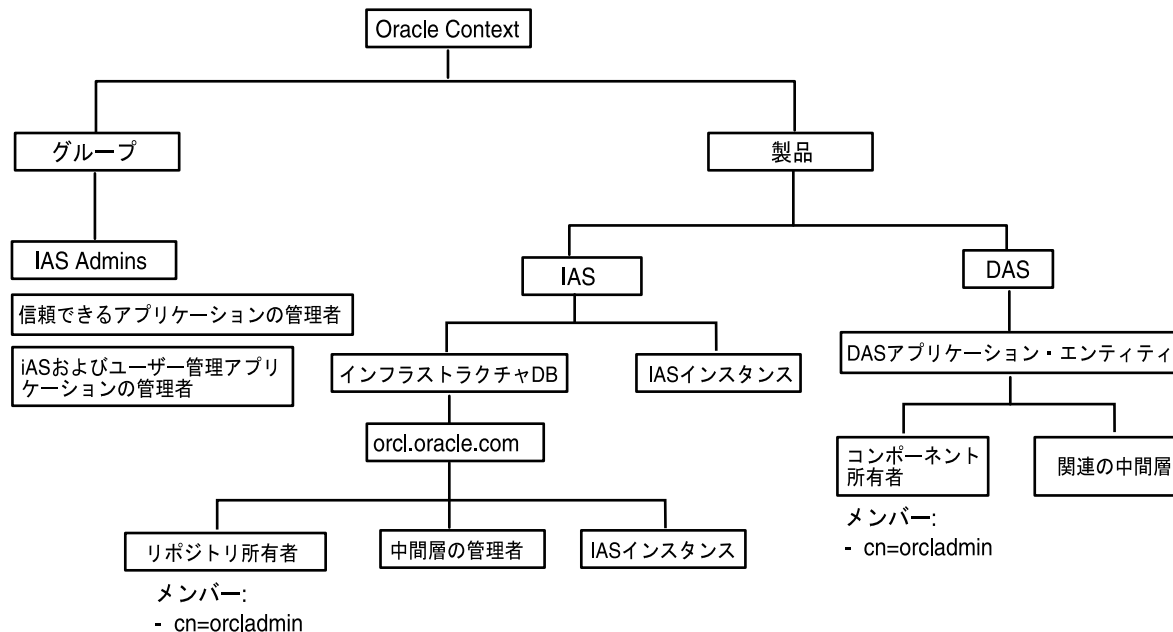 Oracle Context
グループ
製品
IAS Admins
IAS
DAS
信頼できるアプリケーションの管理者
iASおよびユーザー管理アプリ
ケーションの管理者
インフラストラクチャDB
IASインスタンス
DASアプリケーション・エンティティ
orcl.oracle.com
コンポーネント
所有者
関連の中間層
メンバー:
- cn=orcladmin
リポジトリ所有者
中間層の管理者
IASインスタンス
メンバー:
- cn=orcladmin